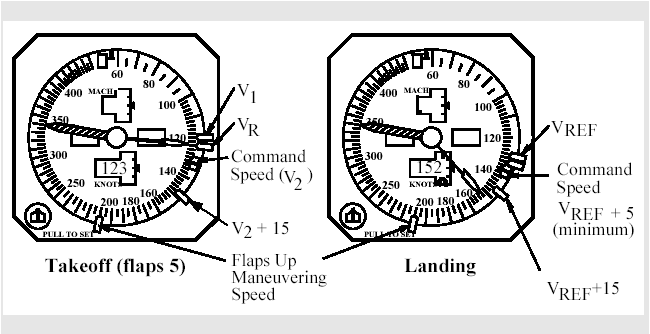 60
80
MACH
400
100
350
120
123
300
140
KNOTS
160
250
200 180
PULL TO SET
Takeoff (flaps 5)
V1
VR
Command
Speed (V2)
V2 + 15
Flaps Up
Maneuvering
Speed
60
80
MACH
400
100
350
120
152
300
140
KNOT
160
250
200 180
PULL TO SET
Landing
VREF
Command
Speed
VREF + 5
(minimum)
VREF+15